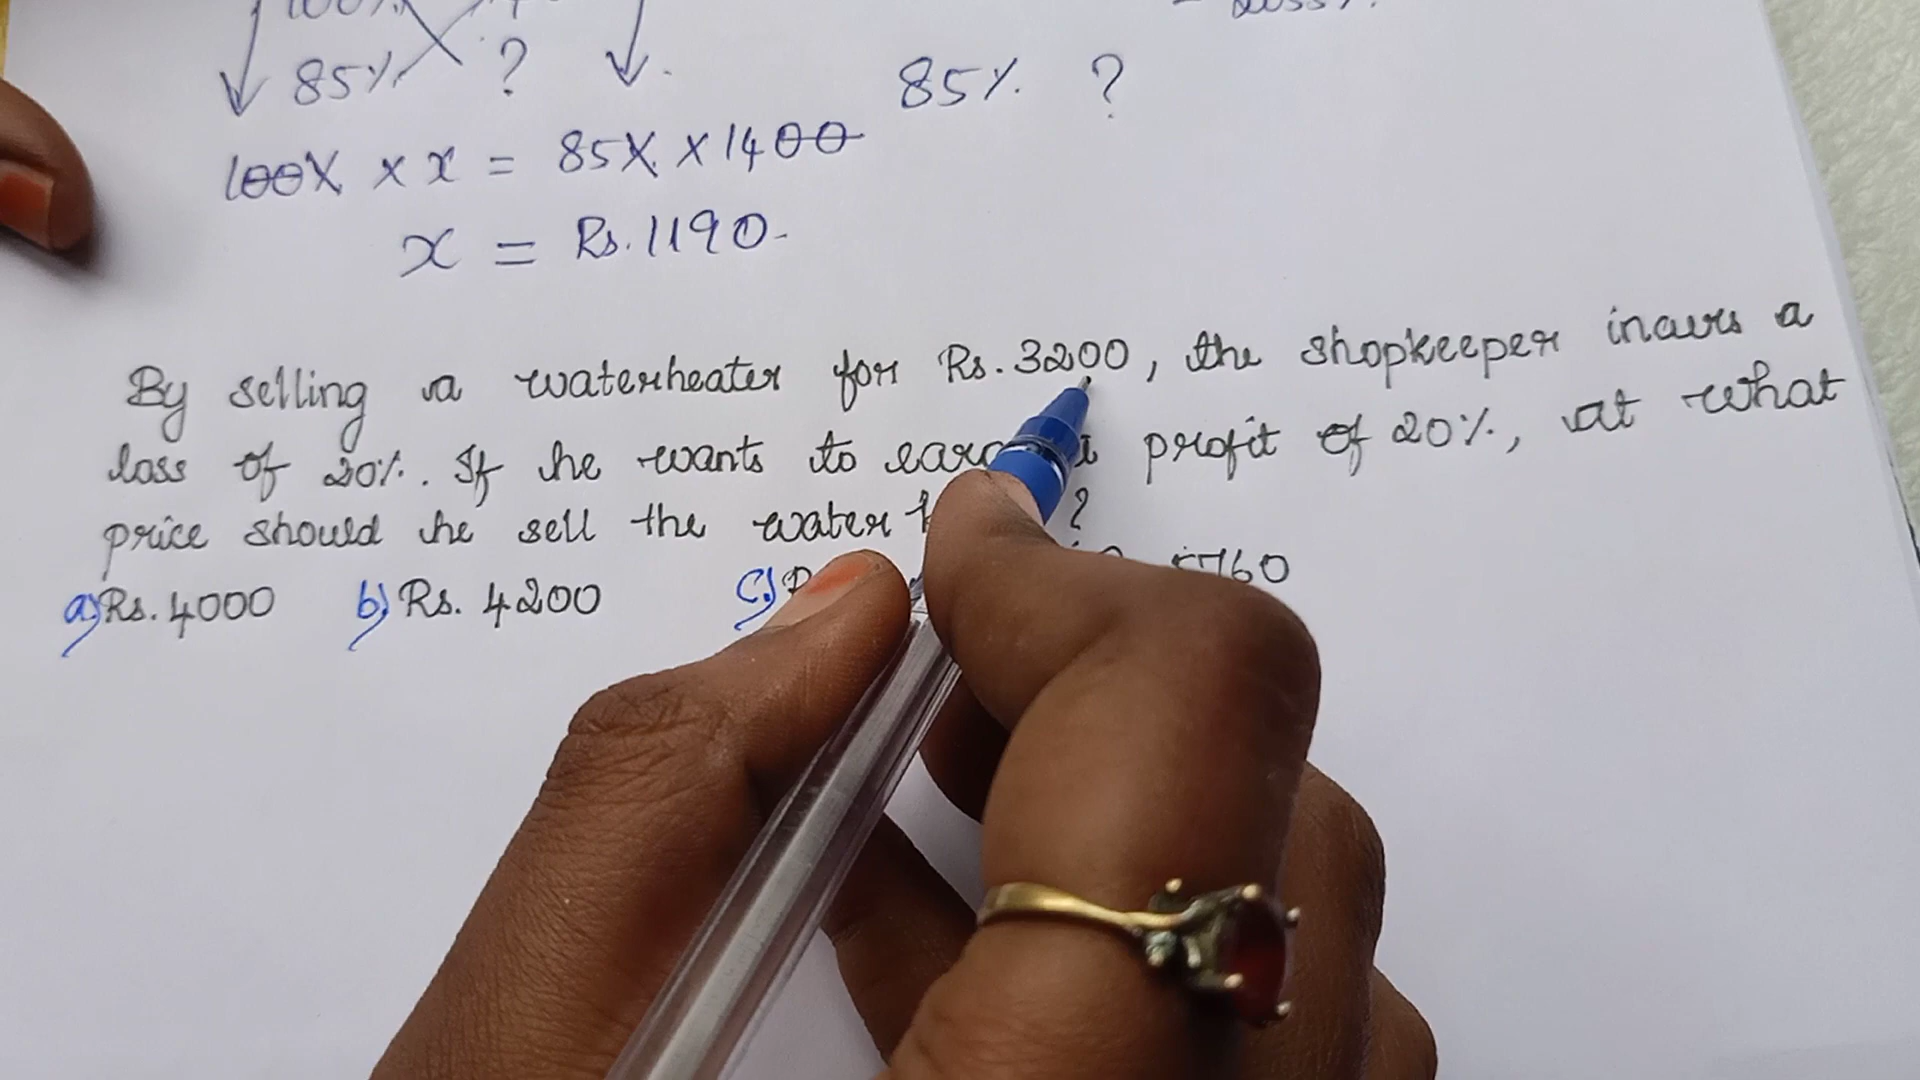 85% ? 85% ?
100% × x = 85% × 1400
x = Rs. 1190.
By selling a waterheater for Rs. 3200, the shopkeeper incurs a
loss of 20%. If he wants to earn a profit of 20%, at what
price should he sell the water ?
a) Rs. 4000 b) Rs. 4200 c) 5760